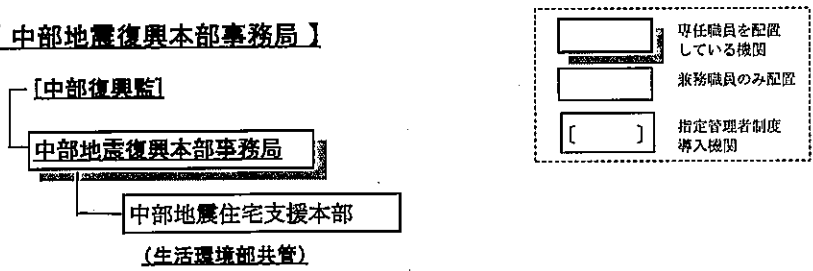 中部地震復興本部事務局】
[中部復興監]
中部地震復興本部事務局
中部地震住宅支援本部
(生活環境部共管)
専任職員を配置
している機関
兼務職員のみ配置
[ ]
指定管理者制度
導入機関